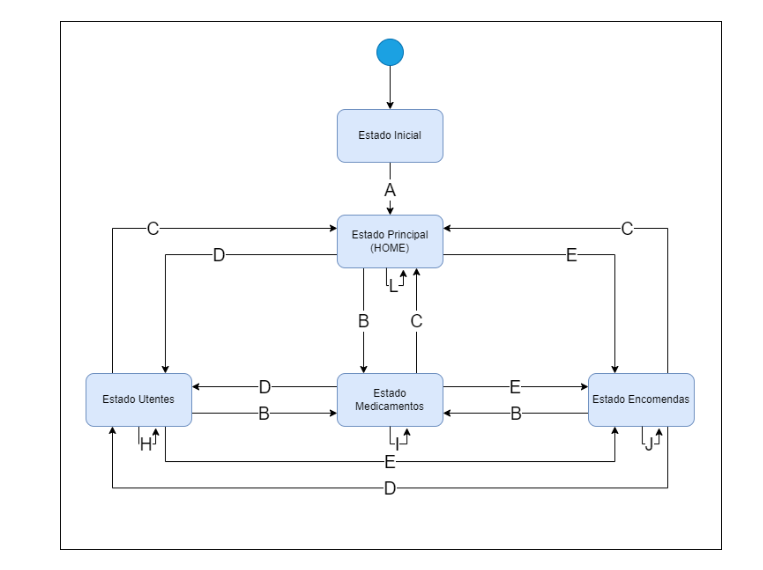 Estado Inicial
A
Estado Principal
(HOME)
C
C
D
E
L
B
C
Estado Utentes
Estado
Medicamentos
Estado Encomendas
D
E
B
B
H
I
J
E
D